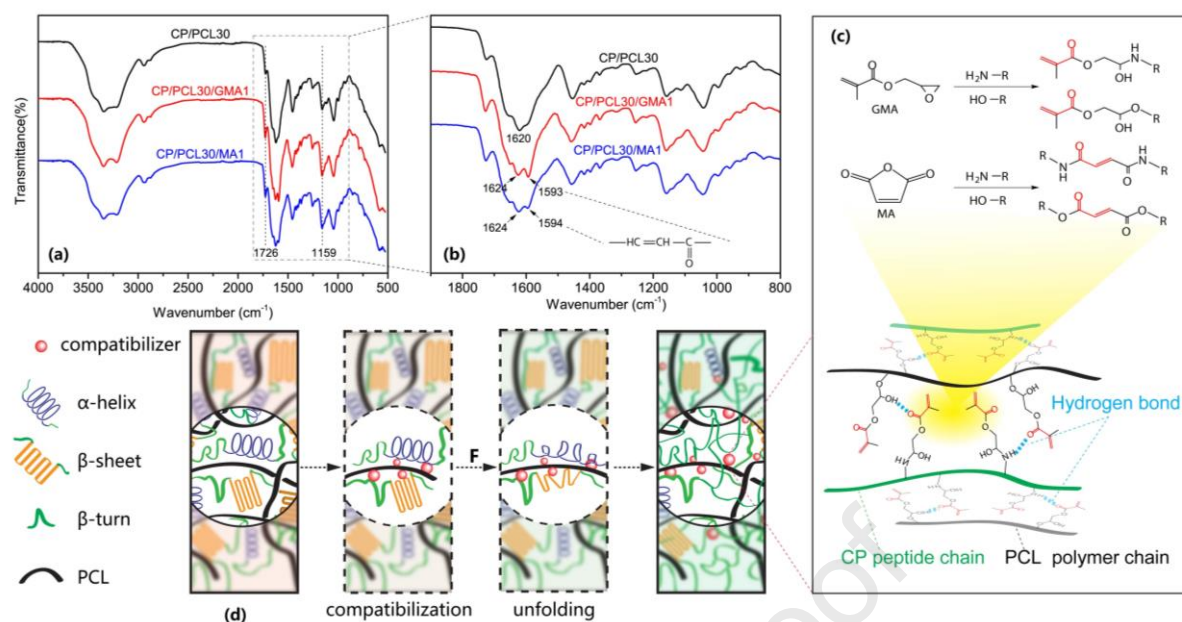 CP/PCL30
CP/PCL30/GMA1
CP/PCL30/MA1
Transmittance(%)
(a)
1726
1159
4000 3500 3000 2500 2000 1500 1000 500
Wavenumber (cm⁻¹)
CP/PCL30
CP/PCL30/GMA1
1620
CP/PCL30/MA1
1624
1593
1624
1594
(b)
HC
CH
C
O
1800 1600 1400 1200 1000 800
Wavenumber (cm⁻¹)
(c)
O
O
O
GMA
H₂N–R
HO–R
O
O
OH
H
N
R
O
O
OH
O
R
O
O
O
MA
H₂N–R
HO–R
R
N
H
O
O
H
N
R
R
O
O
O
O
R
Hydrogen bond
CP peptide chain
PCL polymer chain
compatibilizer
α-helix
β-sheet
β-turn
PCL
F
(d)
compatibilization
unfolding